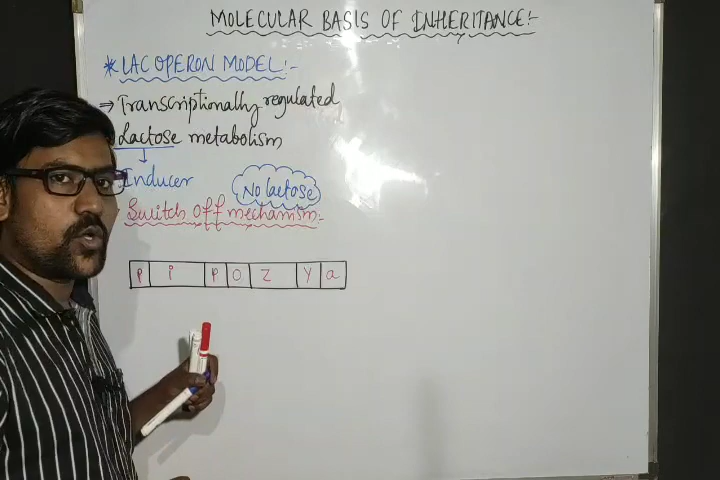 MOLECULAR BASIS OF INHERITANCE:-
* LAC OPERON MODEL:-
⇒ Transcriptionally regulated
Lactose metabolism
↓
Inducer
No lactose
Switch Off mechanism:-
P i P O Z Y a